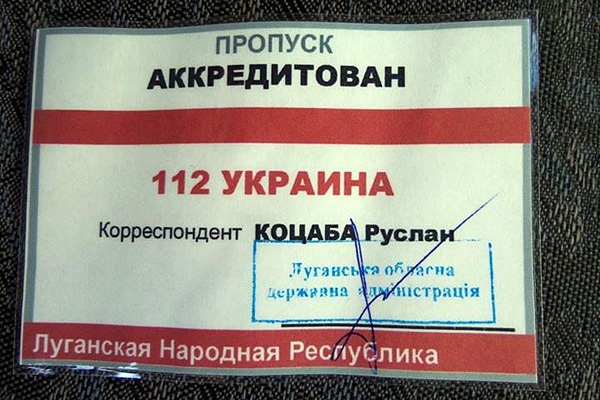 ПРОПУСК
АККРЕДИТОВАН
112 УКРАИНА
Корреспондент КОЦАБА Руслан
Луганська обласна
державна адміністрація
Луганская Народная Республика